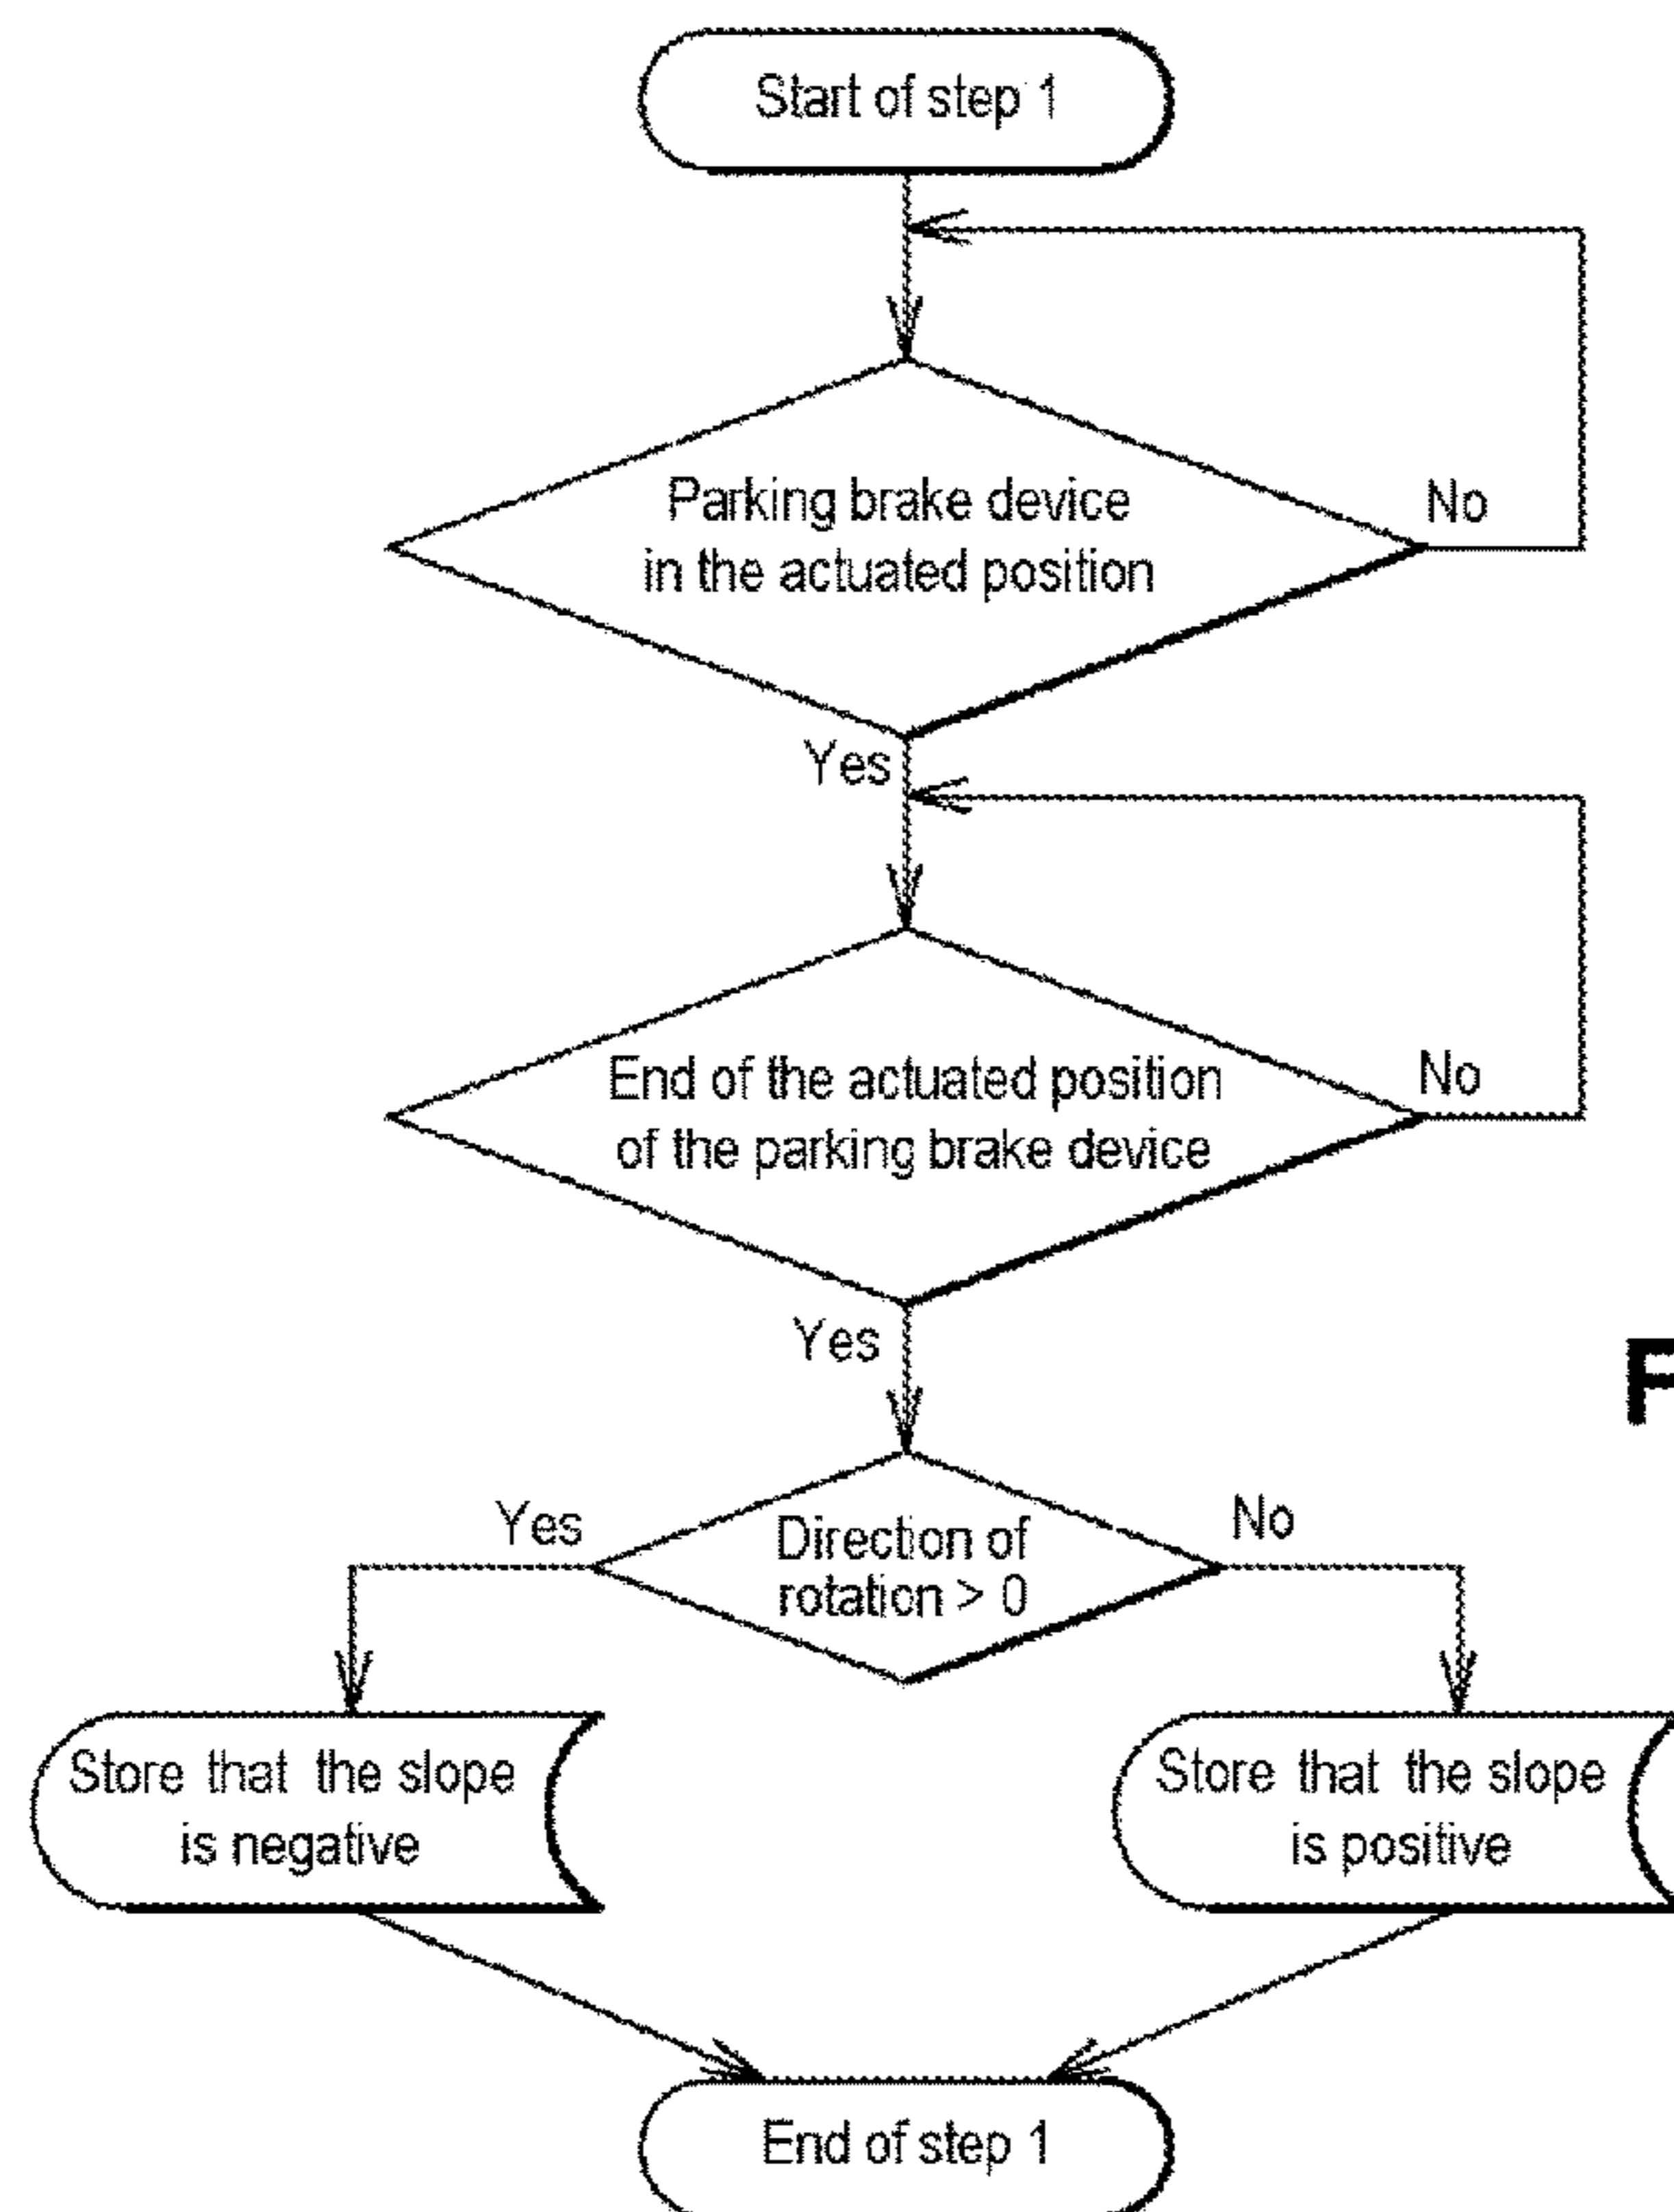 Start of step 1
Parking brake device
No
in the actuated position
Yes
End of the actuated position
No
of the parking brake device
Yes
Yes
Direction of
No
rotation > 0
Store that the slope
is negative
Store that the slope
is positive
End of step 1